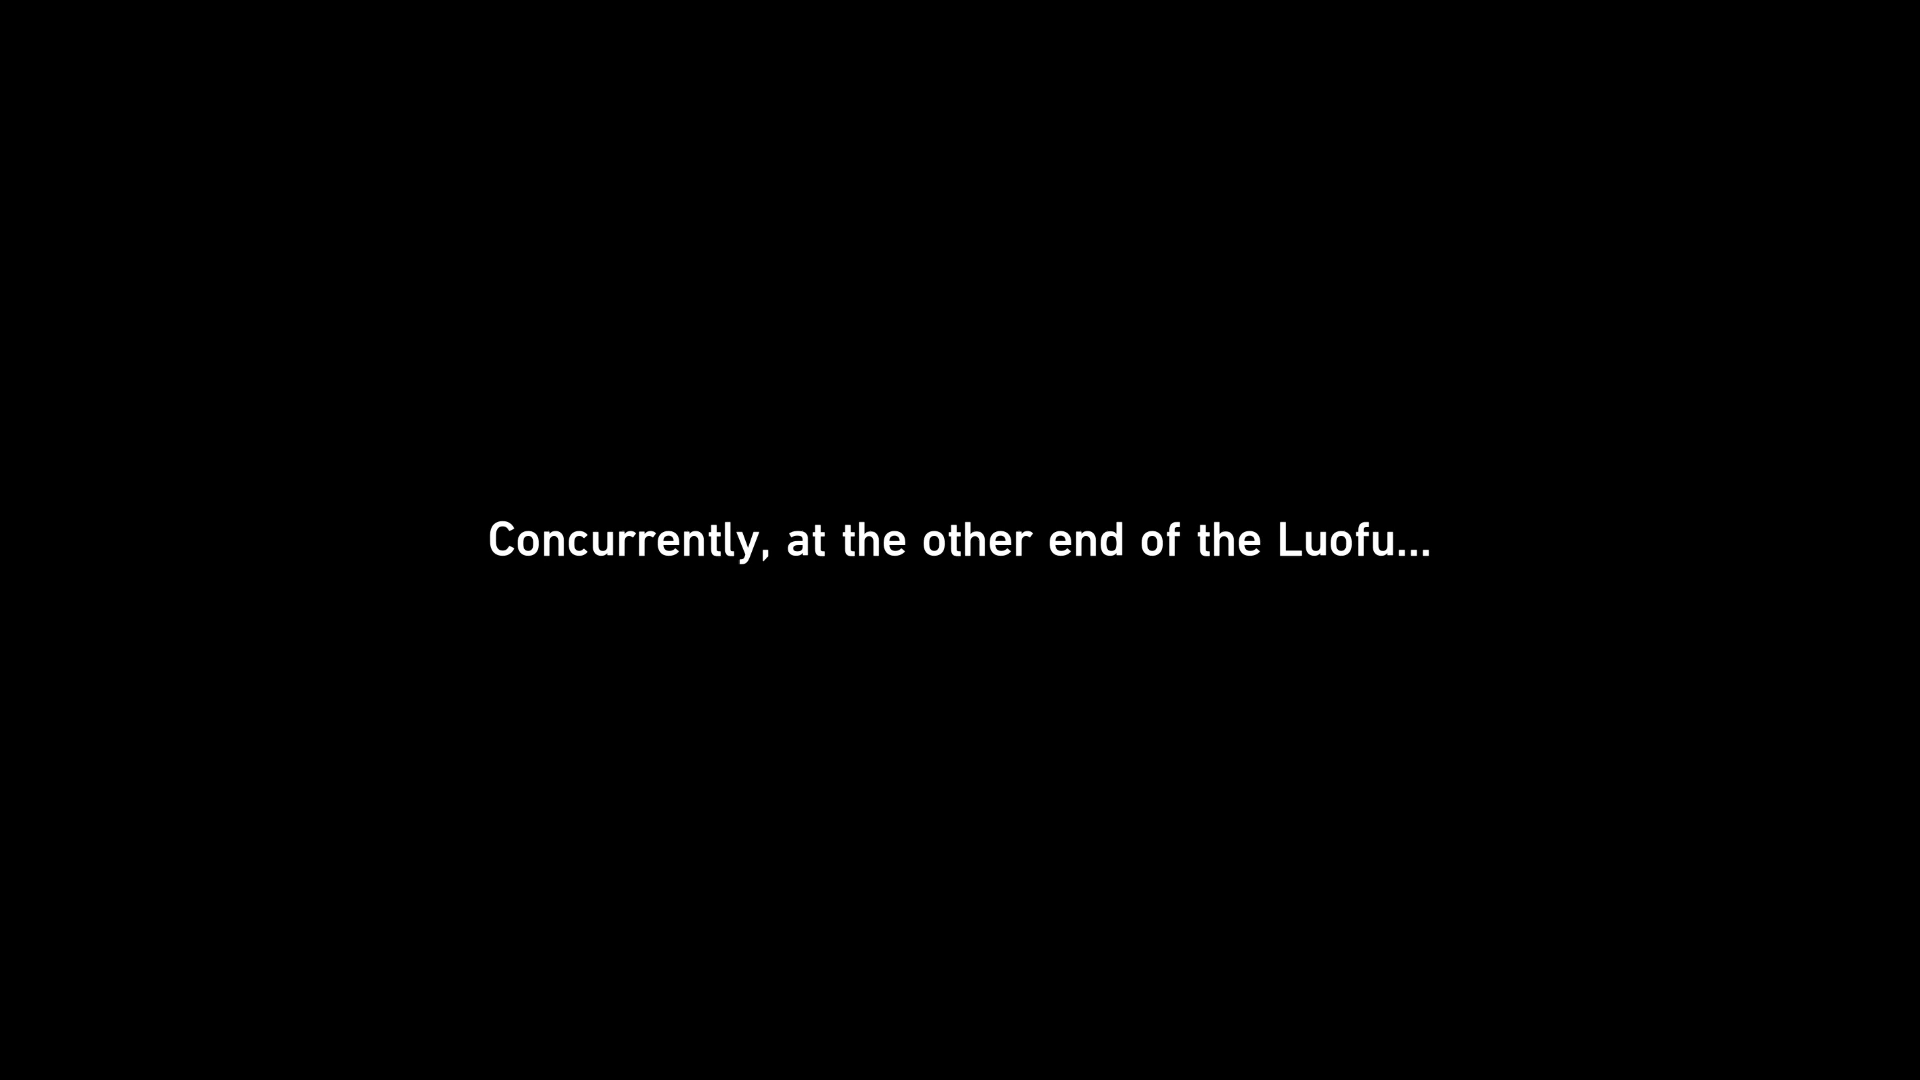 Concurrently, at the other end of the Luofu...